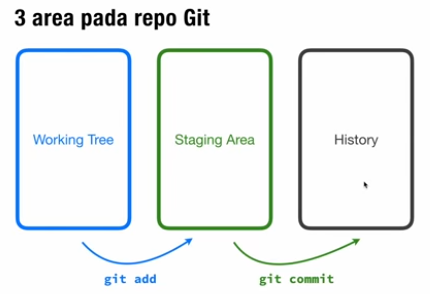 3 area pada repo Git
Working Tree
Staging Area
History
git add
git commit